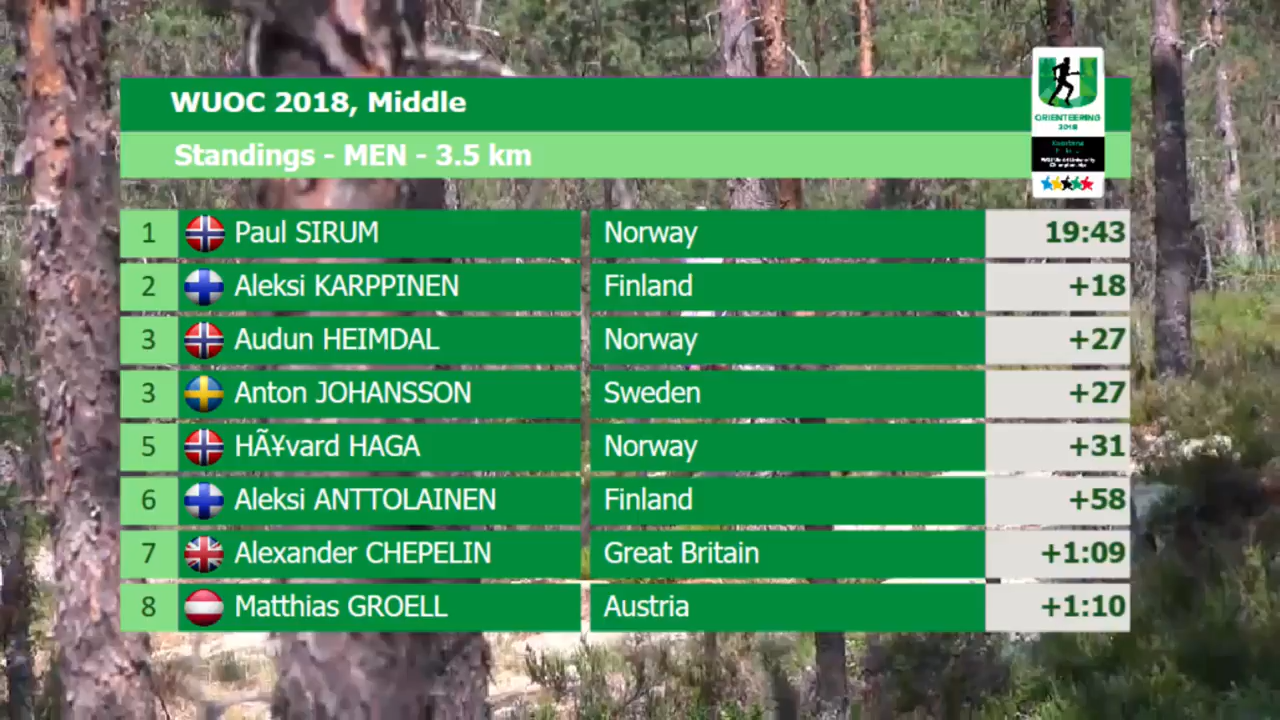 WUOC 2018, Middle
Standings - MEN - 3.5 km
ORIENTEERING
2018
1 Paul SIRUM Norway 19:43
2 Aleksi KARPPINEN Finland +18
3 Audun HEIMDAL Norway +27
3 Anton JOHANSSON Sweden +27
5 HÃ¥vard HAGA Norway +31
6 Aleksi ANTTOLAINEN Finland +58
7 Alexander CHEPELIN Great Britain +1:09
8 Matthias GROELL Austria +1:10